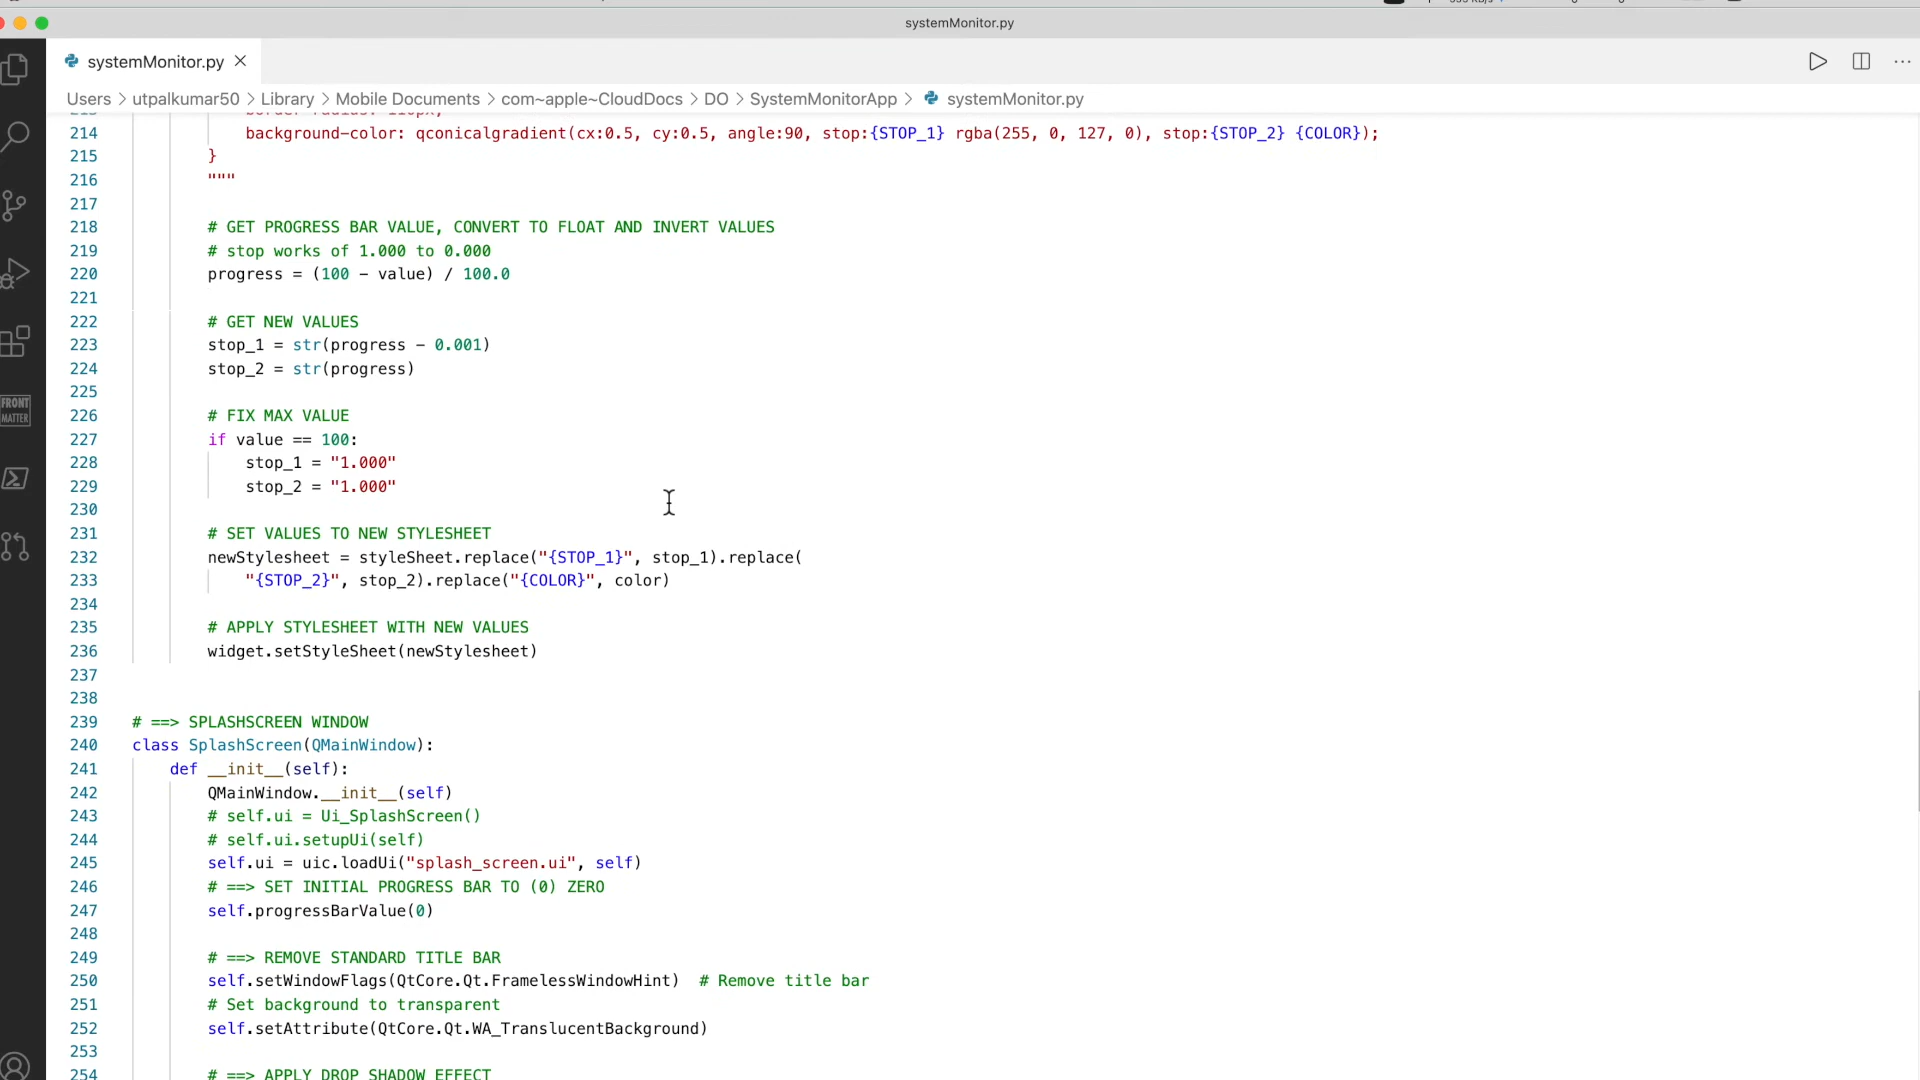 systemMonitor.py
systemMonitor.py
Users > utpalkumar50 > Library > Mobile Documents > com~apple~CloudDocs > DO > SystemMonitorApp > systemMonitor.py
214 background-color: qconicalgradient(cx:0.5, cy:0.5, angle:90, stop:{STOP_1} rgba(255, 0, 127, 0), stop:{STOP_2} {COLOR});
215 }
216 """
217
218 # GET PROGRESS BAR VALUE, CONVERT TO FLOAT AND INVERT VALUES
219 # stop works of 1.000 to 0.000
220 progress = (100 - value) / 100.0
221
222 # GET NEW VALUES
223 stop_1 = str(progress - 0.001)
224 stop_2 = str(progress)
225
226 # FIX MAX VALUE
227 if value == 100:
228 stop_1 = "1.000"
229 stop_2 = "1.000"
230
231 # SET VALUES TO NEW STYLESHEET
232 newStylesheet = styleSheet.replace("{STOP_1}", stop_1).replace(
233 "{STOP_2}", stop_2).replace("{COLOR}", color)
234
235 # APPLY STYLESHEET WITH NEW VALUES
236 widget.setStyleSheet(newStylesheet)
237
238
239 # ==> SPLASHSCREEN WINDOW
240 class SplashScreen(QMainWindow):
241 def __init__(self):
242 QMainWindow.__init__(self)
243 # self.ui = Ui_SplashScreen()
244 # self.ui.setupUi(self)
245 self.ui = uic.loadUi("splash_screen.ui", self)
246 # ==> SET INITIAL PROGRESS BAR TO (0) ZERO
247 self.progressBarValue(0)
248
249 # ==> REMOVE STANDARD TITLE BAR
250 self.setWindowFlags(QtCore.Qt.FramelessWindowHint) # Remove title bar
251 # Set background to transparent
252 self.setAttribute(QtCore.Qt.WA_TranslucentBackground)
253
254 # ==> APPLY DROP SHADOW EFFECT
FRONT
MATTER